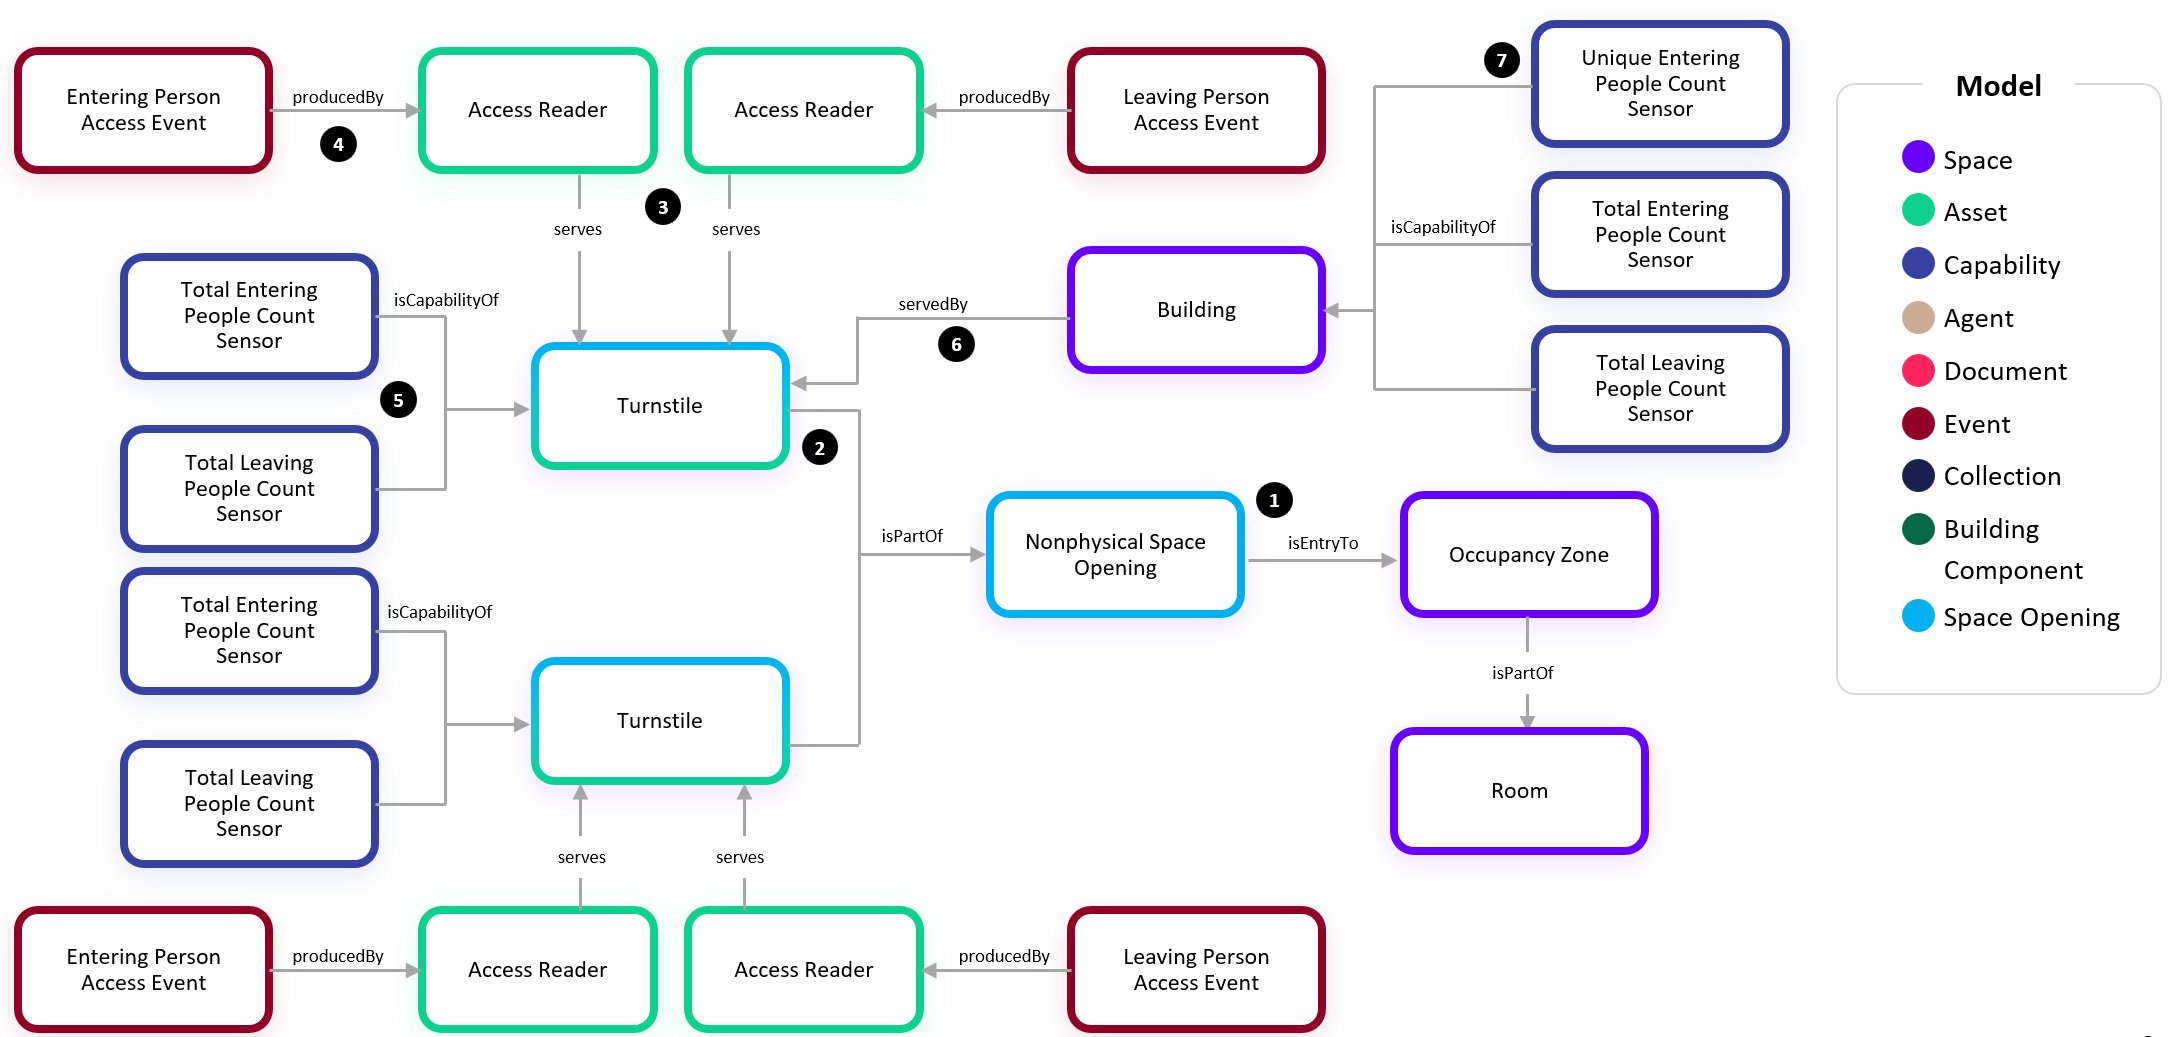 Entering Person
Access Event
producedBy
4
Access Reader
Access Reader
producedBy
Leaving Person
Access Event
7
Unique Entering
People Count
Sensor
3
serves
serves
Total Entering
People Count
Sensor
isCapabilityOf
Total Entering
People Count
Sensor
isCapabilityOf
Building
servedBy
6
Total Leaving
People Count
Sensor
5
Turnstile
2
Total Leaving
People Count
Sensor
1
isPartOf
Nonphysical Space
Opening
isEntryTo
Occupancy Zone
Total Entering
People Count
Sensor
isCapabilityOf
isPartOf
Turnstile
Room
Total Leaving
People Count
Sensor
serves
serves
Entering Person
Access Event
producedBy
Access Reader
Access Reader
producedBy
Leaving Person
Access Event
Model
Space
Asset
Capability
Agent
Document
Event
Collection
Building
Component
Space Opening